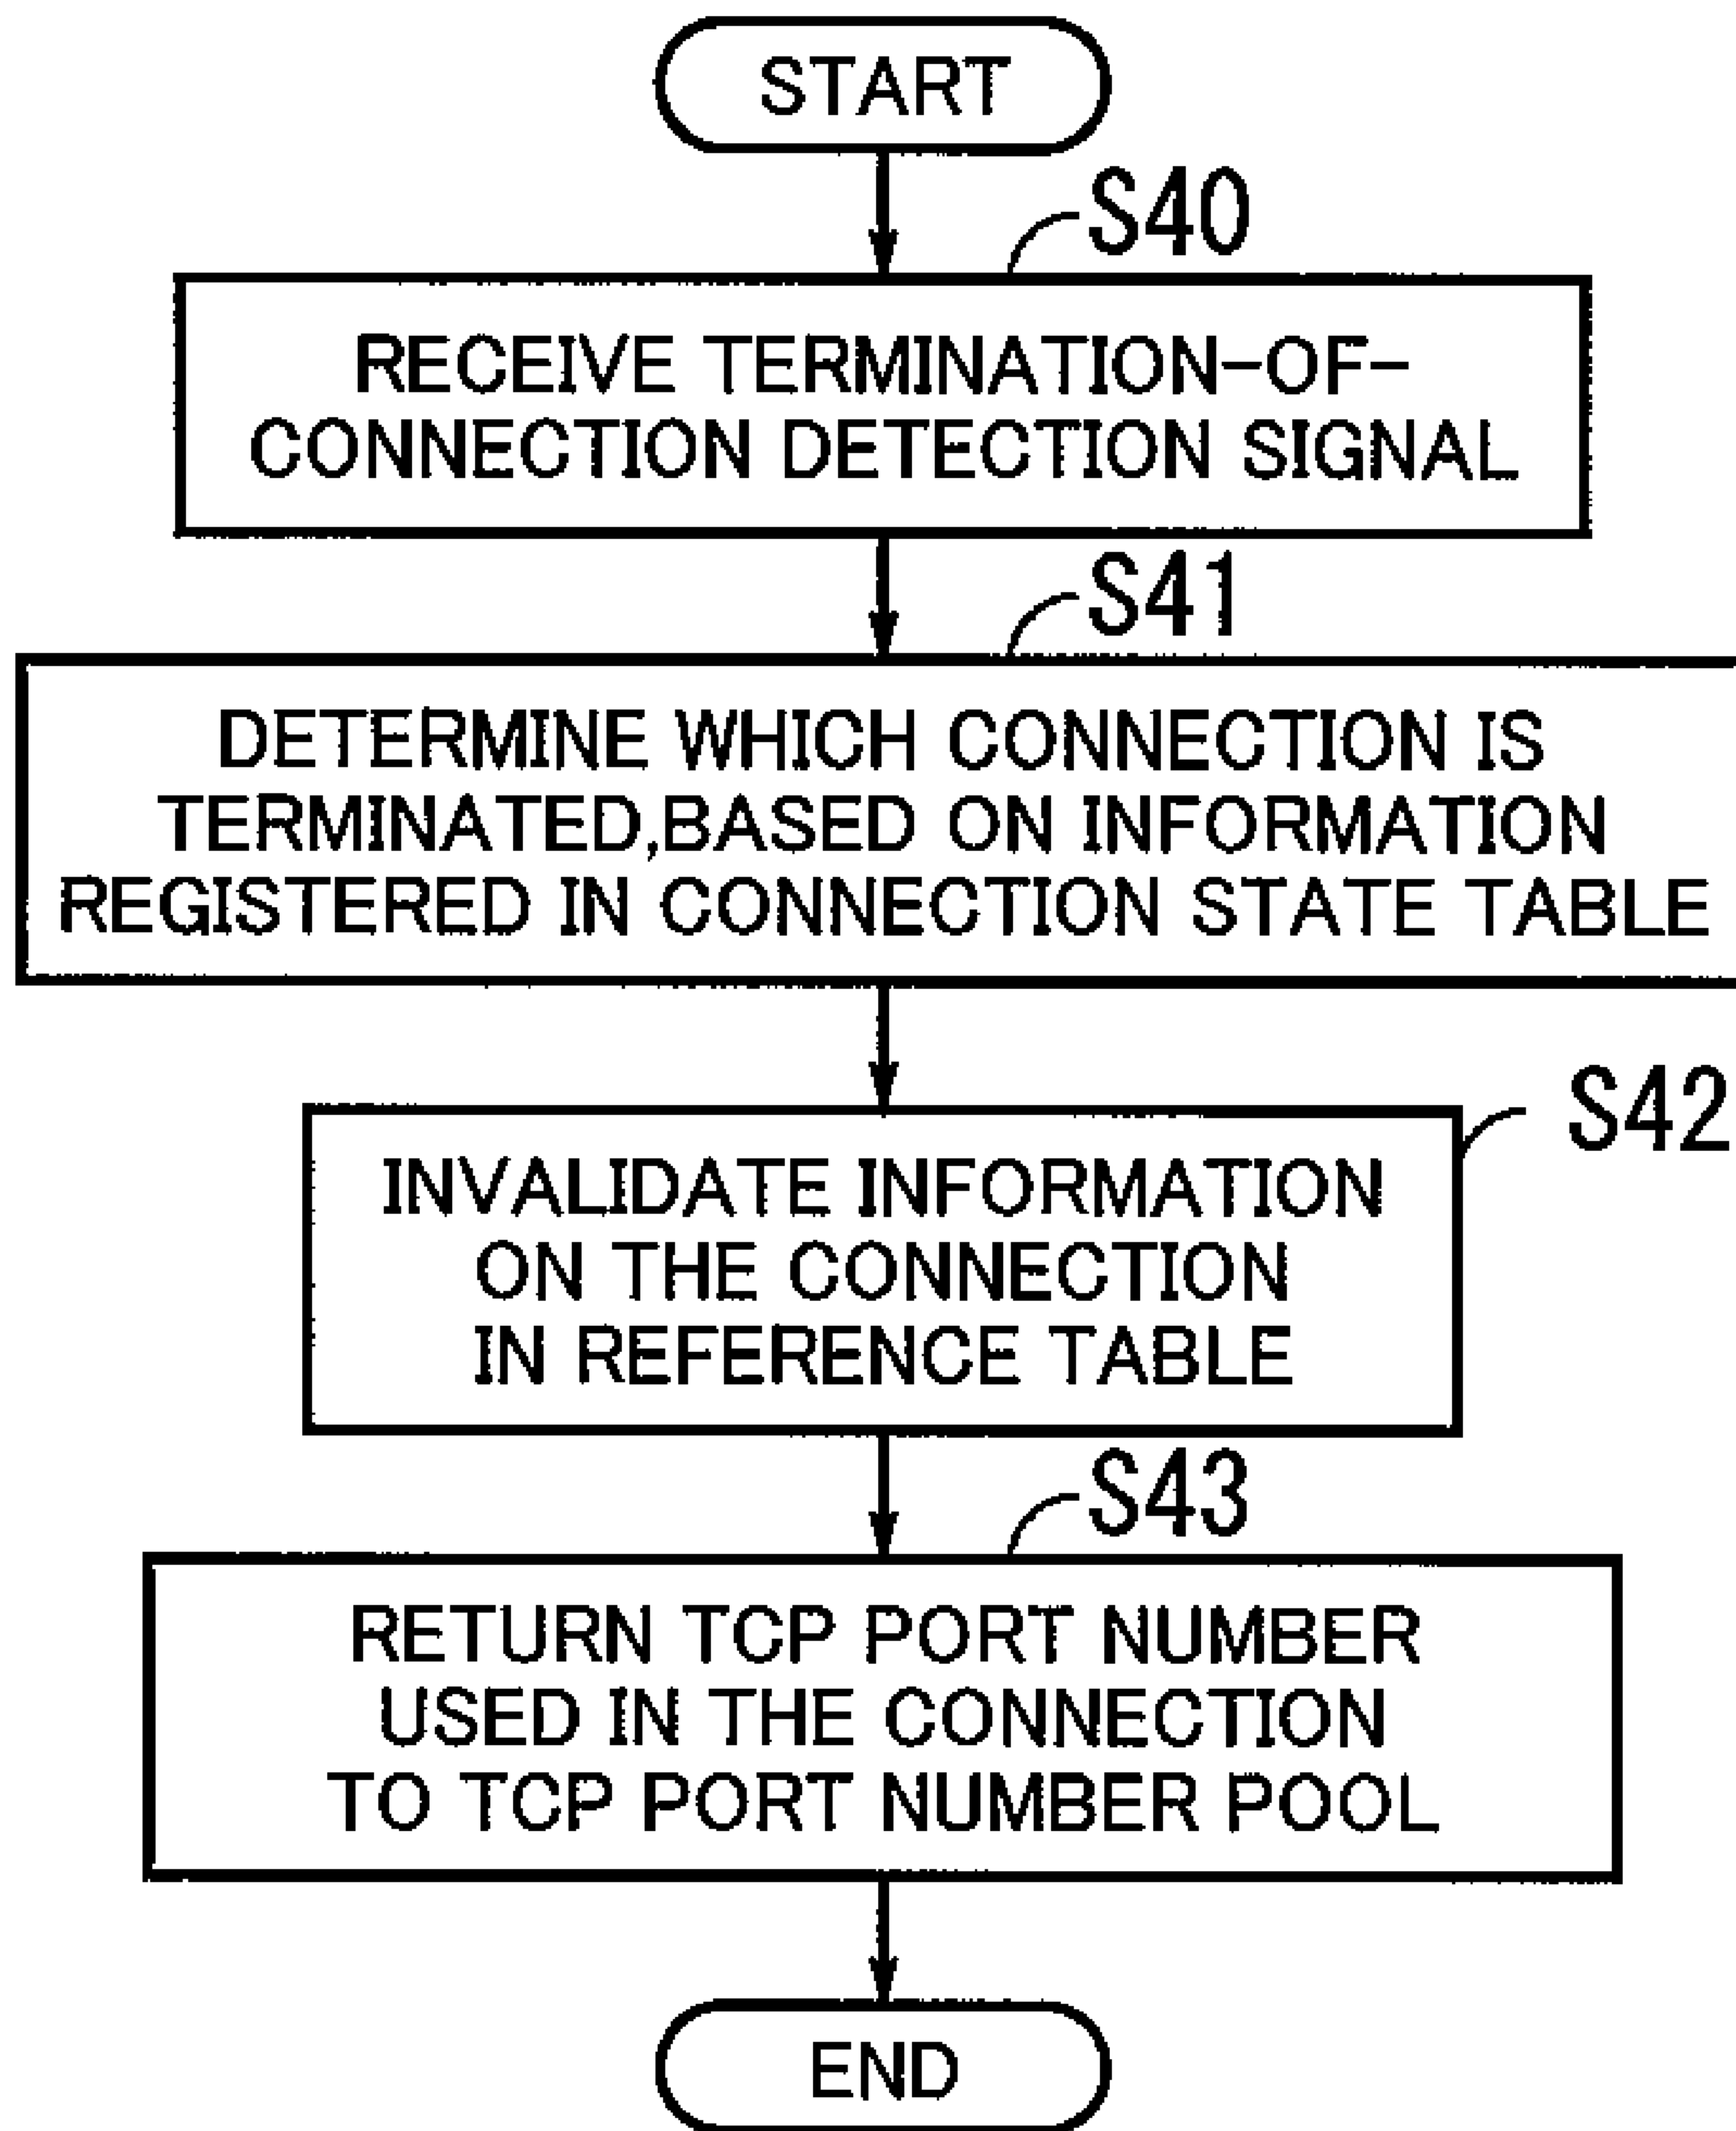 START
S40
RECEIVE TERMINATION-OF-
CONNECTION DETECTION SIGNAL
S41
DETERMINE WHICH CONNECTION IS
TERMINATED,BASED ON INFORMATION
REGISTERED IN CONNECTION STATE TABLE
S42
INVALIDATE INFORMATION
ON THE CONNECTION
IN REFERENCE TABLE
S43
RETURN TCP PORT NUMBER
USED IN THE CONNECTION
TO TCP PORT NUMBER POOL
END